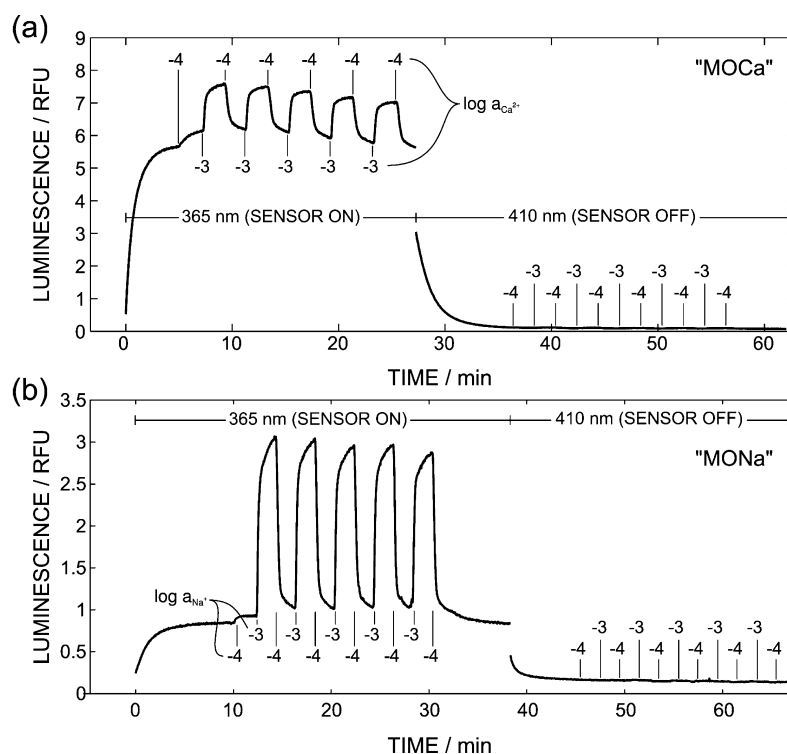 (a)
9
8
7
6
5
4
3
2
1
0
LUMINESCENCE / RFU
-4 -4 -4 -4 -4 -4
"MOCa"
log aCa2+
-3 -3 -3 -3 -3
365 nm (SENSOR ON) 410 nm (SENSOR OFF)
-3 -3 -3 -3 -3
-4 -4 -4 -4 -4 -4
0 10 20 30 40 50 60
TIME / min
(b)
3.5
3
2.5
2
1.5
1
0.5
0
LUMINESCENCE / RFU
365 nm (SENSOR ON) 410 nm (SENSOR OFF)
"MONa"
log aNa+
-3 -3 -3 -3 -3
-4 -4 -4 -4 -4 -4
-3 -3 -3 -3 -3
-4 -4 -4 -4 -4 -4
0 10 20 30 40 50 60
TIME / min